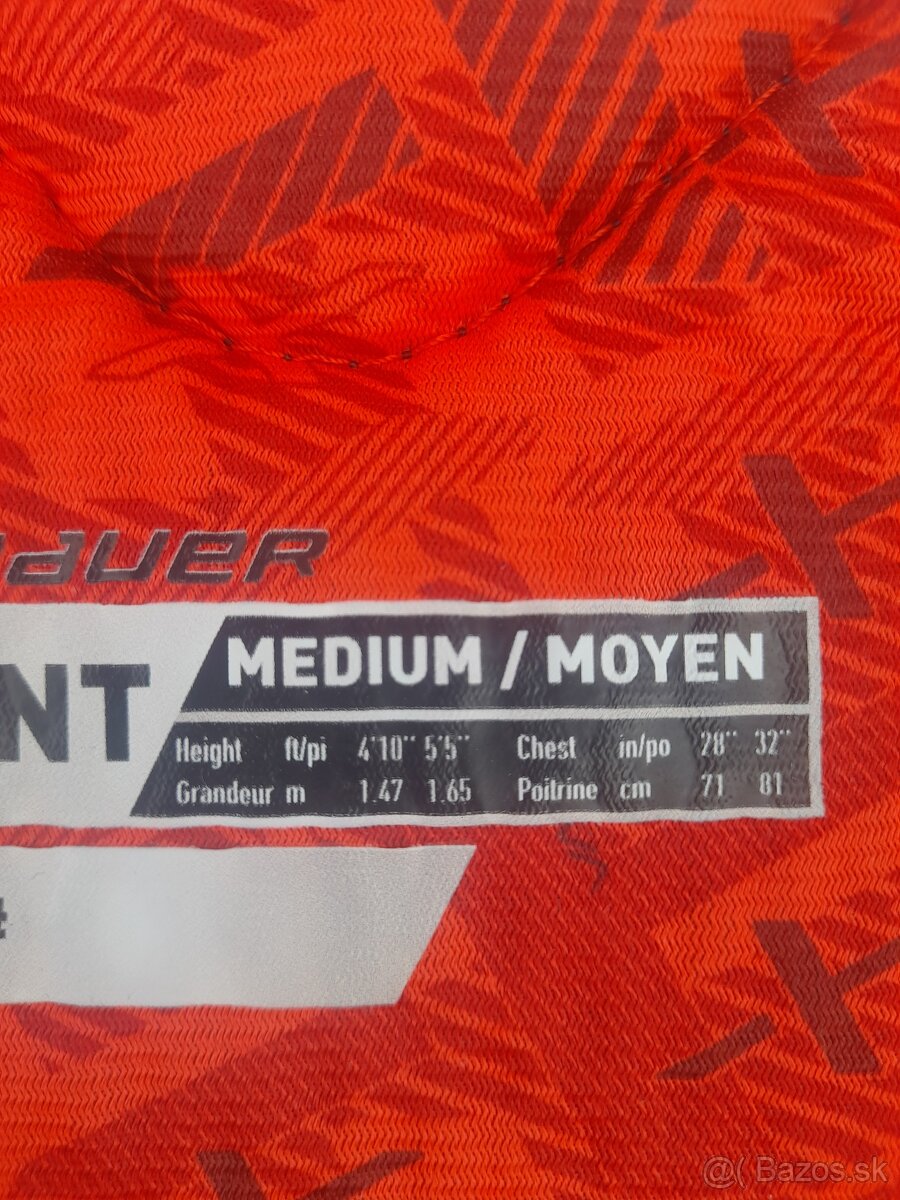 BAUER
NT MEDIUM / MOYEN
Height ft/pi 4'10" 5'5" Chest in/po 28" 32"
Grandeur m 1.47 1.65 Poitrine cm 71 81
@( Bazos.sk